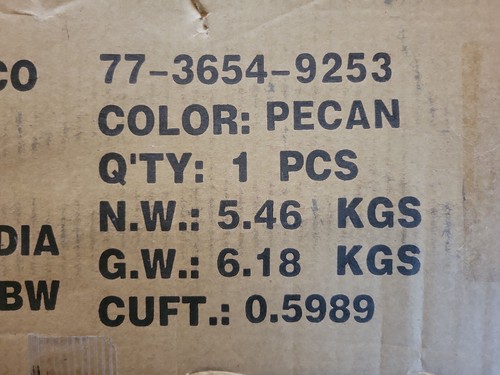 CO 77-3654-9253
COLOR: PECAN
Q'TY: 1 PCS
N.W.: 5.46 KGS
DIA G.W.: 6.18 KGS
BW CUFT.: 0.5989